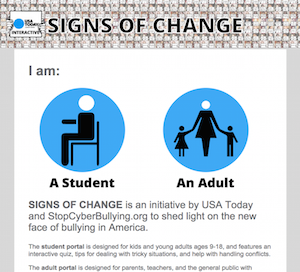 USA
TODAY
INTERACTIVE
SIGNS OF CHANGE
I am:
A Student
An Adult
SIGNS OF CHANGE is an initiative by USA Today
and StopCyberBullying.org to shed light on the new
face of bullying in America.
The student portal is designed for kids and young adults ages 9-18, and features an
interactive quiz, tips for dealing with tricky situations, and help with handling conflicts.
The adult portal is designed for parents, teachers, and the general public with